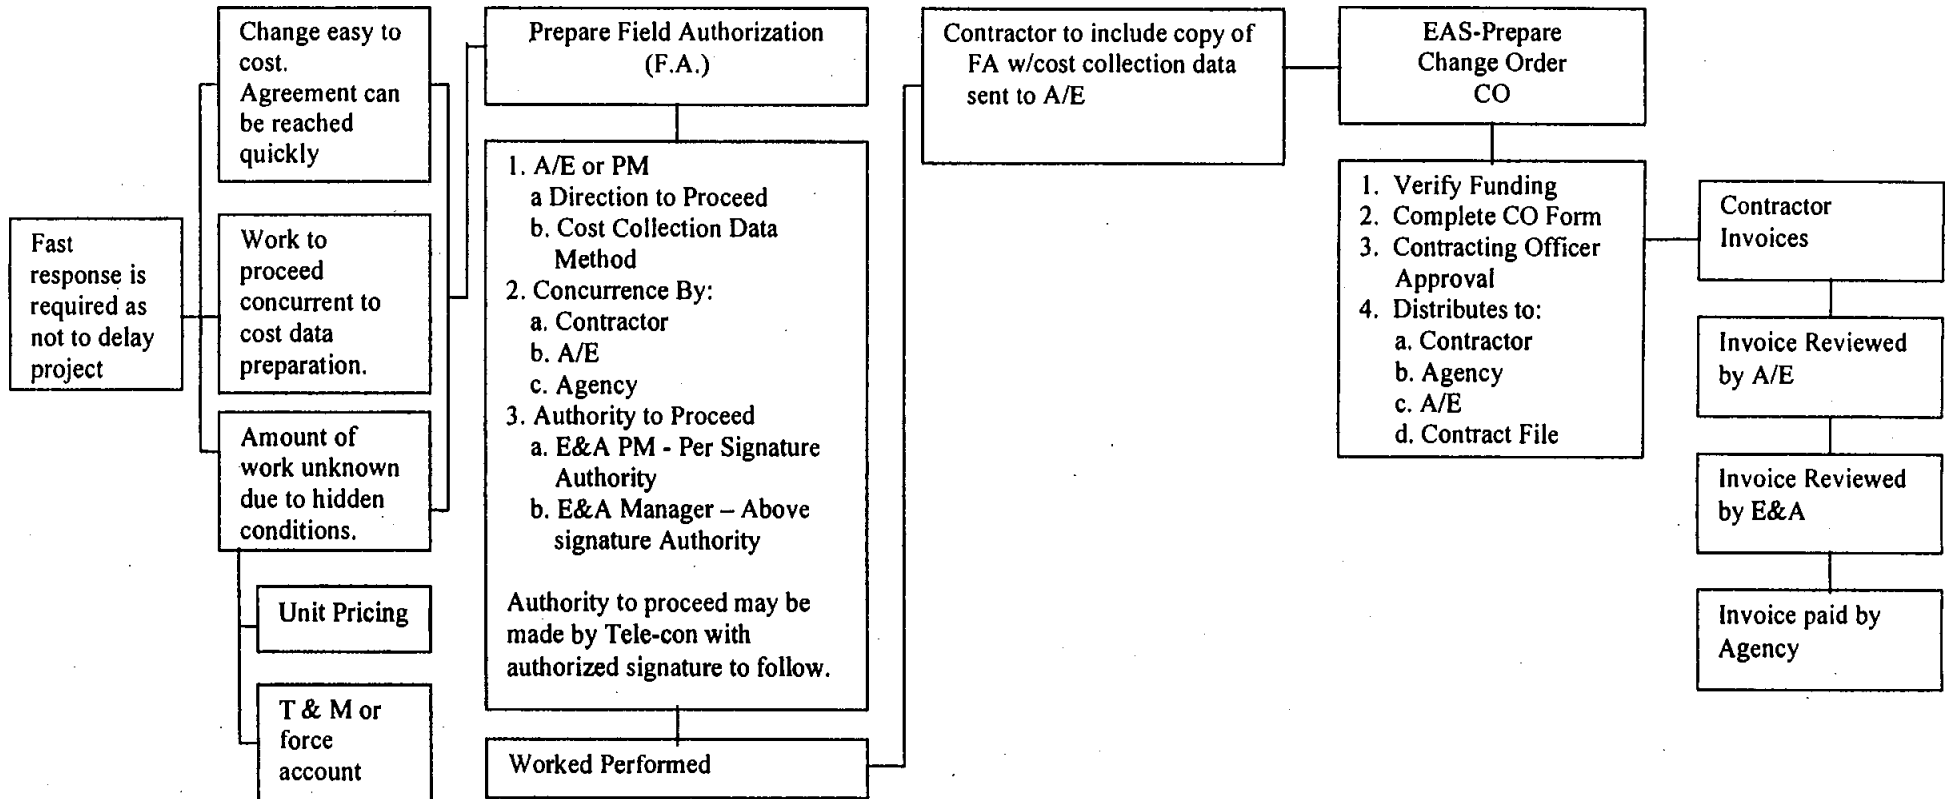 Fast
response is
required as
not to delay
project
Change easy to
cost.
Agreement can
be reached
quickly
Work to
proceed
concurrent to
cost data
preparation.
Amount of
work unknown
due to hidden
conditions.
Unit Pricing
T & M or
force
account
Prepare Field Authorization
(F.A.)
1. A/E or PM
a Direction to Proceed
b. Cost Collection Data
Method
2. Concurrence By:
a. Contractor
b. A/E
c. Agency
3. Authority to Proceed
a. E&A PM - Per Signature
Authority
b. E&A Manager – Above
signature Authority
Authority to proceed may be
made by Tele-con with
authorized signature to follow.
Worked Performed
Contractor to include copy of
FA w/cost collection data
sent to A/E
EAS-Prepare
Change Order
CO
1. Verify Funding
2. Complete CO Form
3. Contracting Officer
Approval
4. Distributes to:
a. Contractor
b. Agency
c. A/E
d. Contract File
Contractor
Invoices
Invoice Reviewed
by A/E
Invoice Reviewed
by E&A
Invoice paid by
Agency